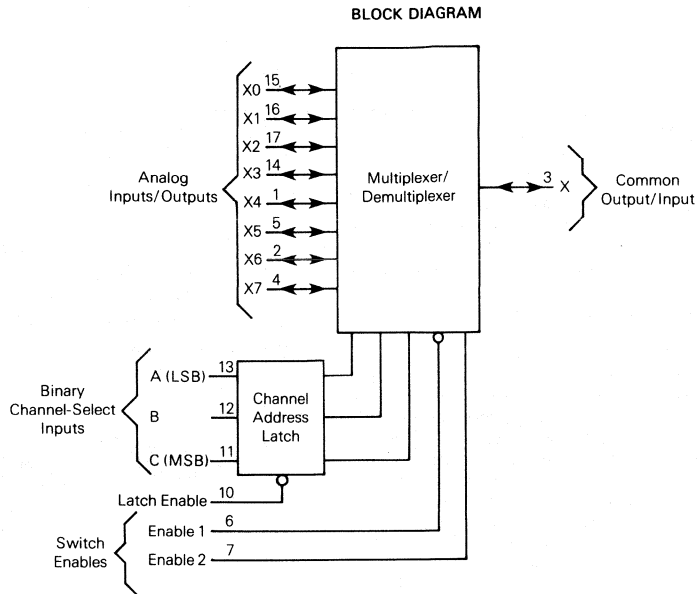 BLOCK DIAGRAM
X0 15
X1 16
X2 17
X3 14
X4 1
X5 5
X6 2
X7 4
Analog
Inputs/Outputs
Multiplexer/
Demultiplexer
3 X
Common
Output/Input
Binary
Channel-Select
Inputs
A (LSB) 13
B 12
C (MSB) 11
Channel
Address
Latch
Latch Enable 10
Switch
Enables
Enable 1 6
Enable 2 7